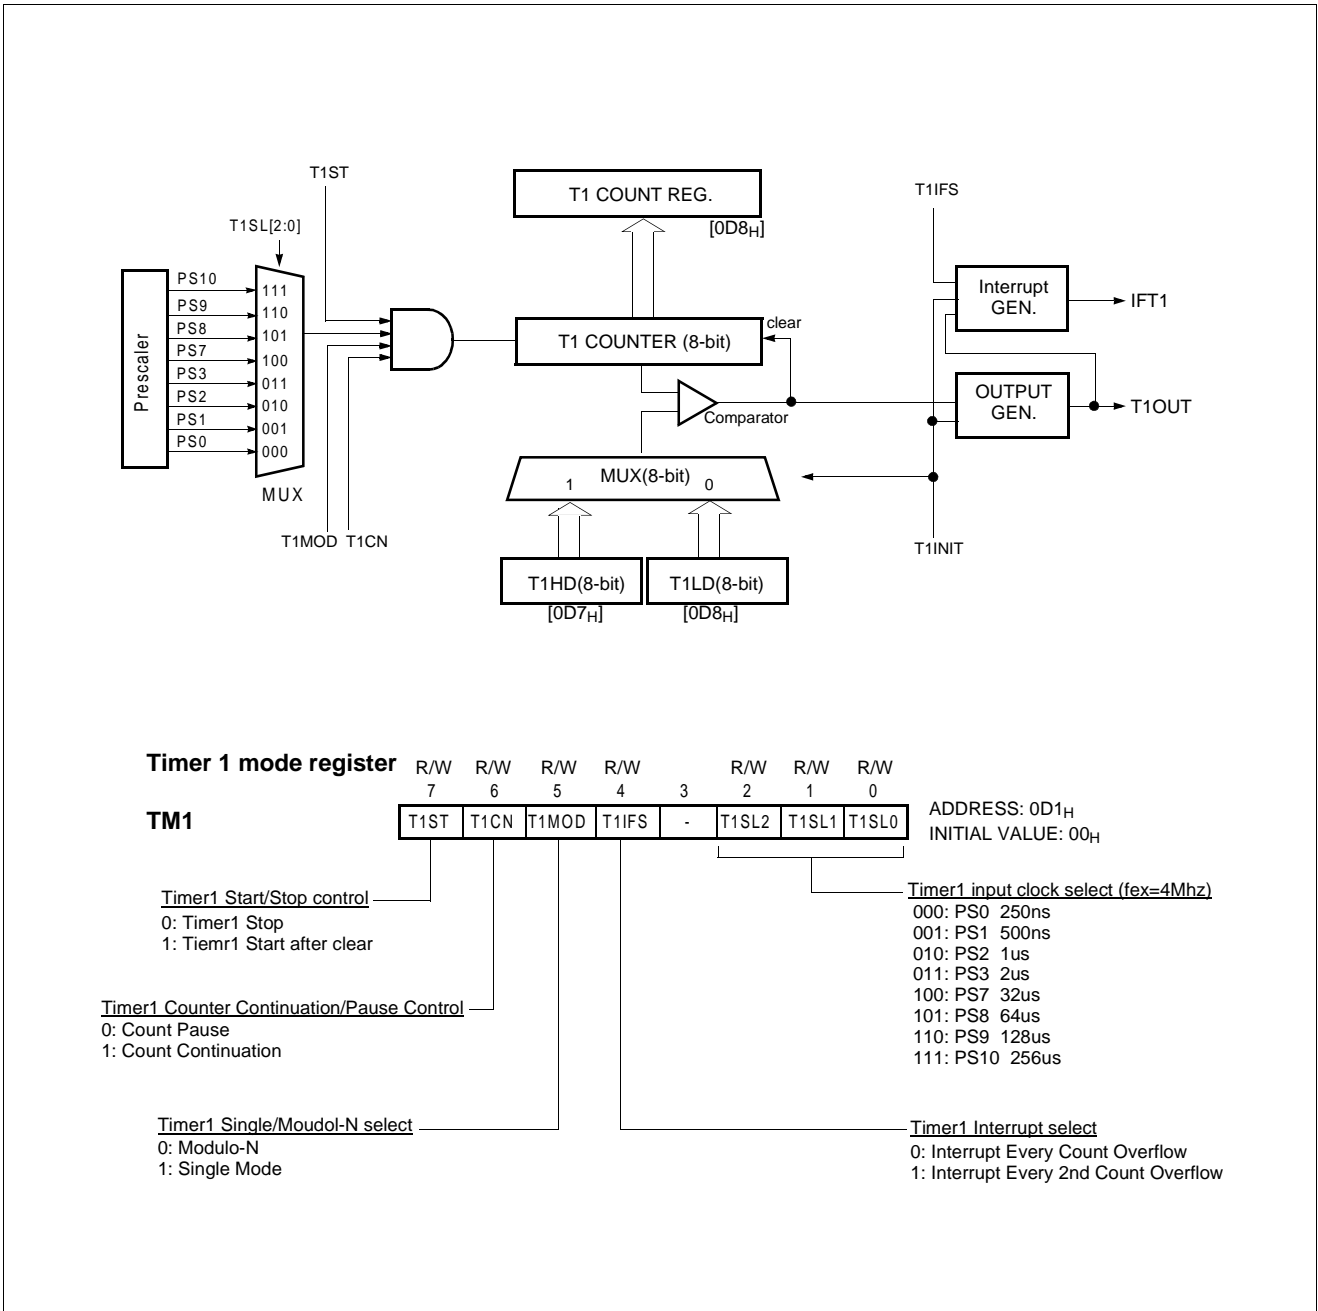 T1ST
T1 COUNT REG.
T1IFS
T1SL[2:0]
[0D8H]
Prescaler
PS10
PS9
PS8
PS7
PS3
PS2
PS1
PS0
111
110
101
100
011
010
001
000
MUX
T1 COUNTER (8-bit)
clear
Comparator
Interrupt
GEN.
IFT1
OUTPUT
GEN.
T1OUT
MUX(8-bit)
1
0
T1MOD T1CN
T1INIT
T1HD(8-bit)
T1LD(8-bit)
[0D7H]
[0D8H]
Timer 1 mode register
R/W R/W R/W R/W R/W R/W R/W
7 6 5 4 3 2 1 0
TM1
T1ST T1CN T1MOD T1IFS - T1SL2 T1SL1 T1SL0
ADDRESS: 0D1H
INITIAL VALUE: 00H
Timer1 Start/Stop control
0: Timer1 Stop
1: Tiemr1 Start after clear
Timer1 Counter Continuation/Pause Control
0: Count Pause
1: Count Continuation
Timer1 Single/Moudol-N select
0: Modulo-N
1: Single Mode
Timer1 input clock select (fex=4Mhz)
000: PS0 250ns
001: PS1 500ns
010: PS2 1us
011: PS3 2us
100: PS7 32us
101: PS8 64us
110: PS9 128us
111: PS10 256us
Timer1 Interrupt select
0: Interrupt Every Count Overflow
1: Interrupt Every 2nd Count Overflow